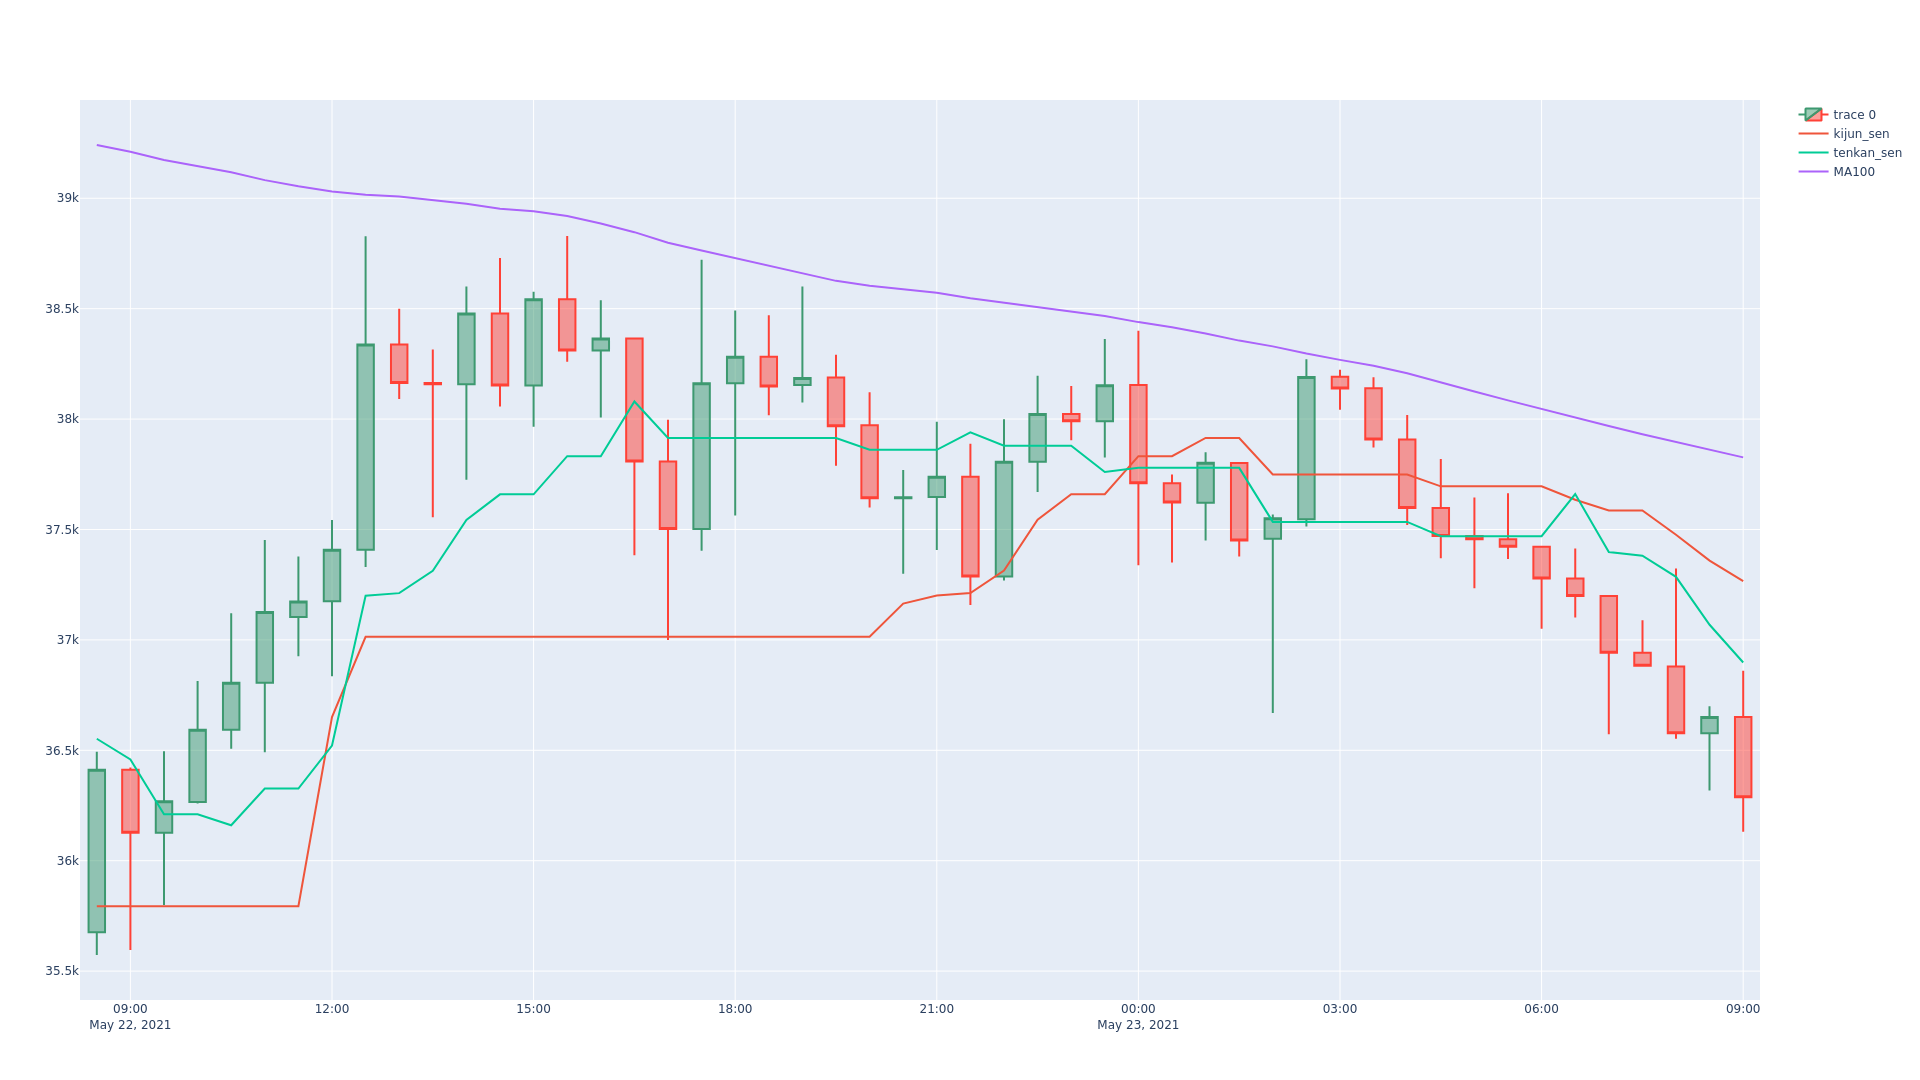 trace 0
kijun_sen
tenkan_sen
MA100
39k
38.5k
38k
37.5k
37k
36.5k
36k
35.5k
09:00 12:00 15:00 18:00 21:00 00:00 03:00 06:00 09:00
May 22, 2021 May 23, 2021